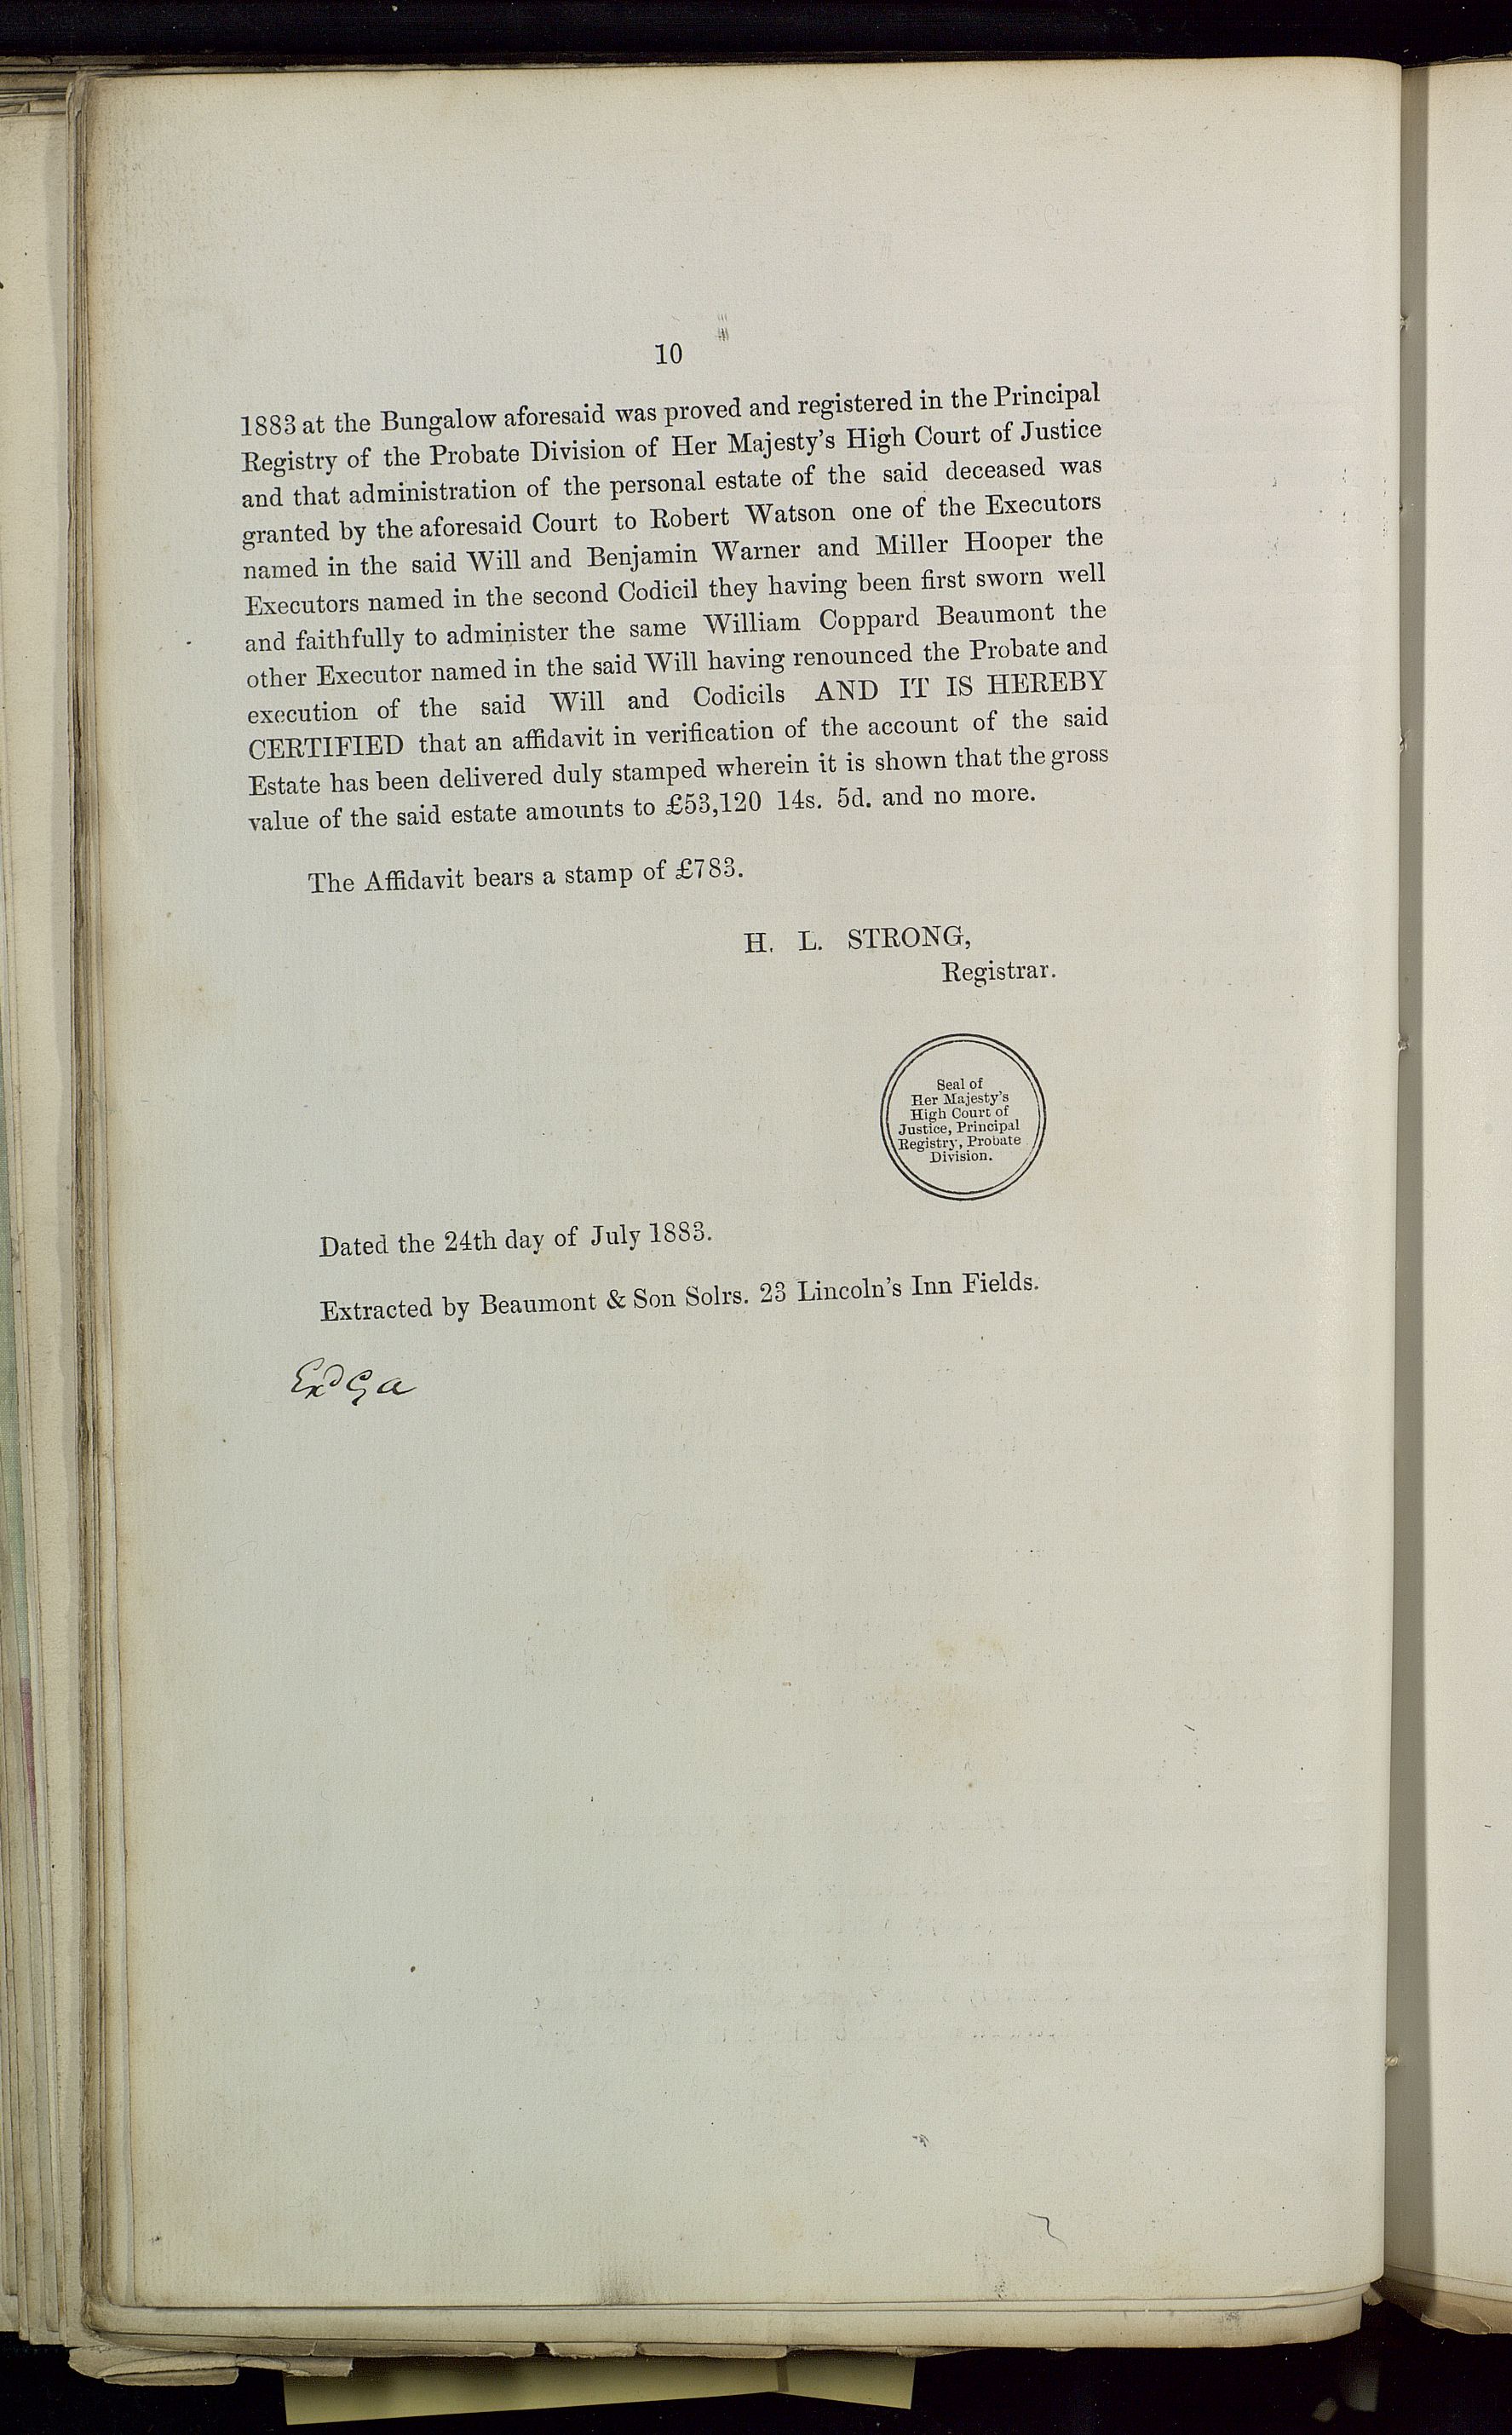 10
1883 at the Bungalow aforesaid was proved and registered in the Principal
Registry of the Probate Division of Her Majesty's High Court of Justice
and that administration of the personal estate of the said deceased was
granted by the aforesaid Court to Robert Watson one of the Executors
named in the said Will and Benjamin Warner and Miller Hooper the
Executors named in the second Codicil they having been first sworn well
and faithfully to administer the same William Coppard Beaumont the
other Executor named in the said Will having renounced the Probate and
execution of the said Will and Codicils AND IT IS HEREBY
CERTIFIED that an affidavit in verification of the account of the said
Estate has been delivered duly stamped wherein it is shown that the gross
value of the said estate amounts to £53,120 14s. 5d. and no more.
The Affidavit bears a stamp of £783.
H. L. STRONG,
Registrar.
Seal of
Her Majesty's
High Court of
Justice, Principal
Registry, Probate
Division.
Dated the 24th day of July 1883.
Extracted by Beaumont & Son Solrs. 23 Lincoln's Inn Fields.